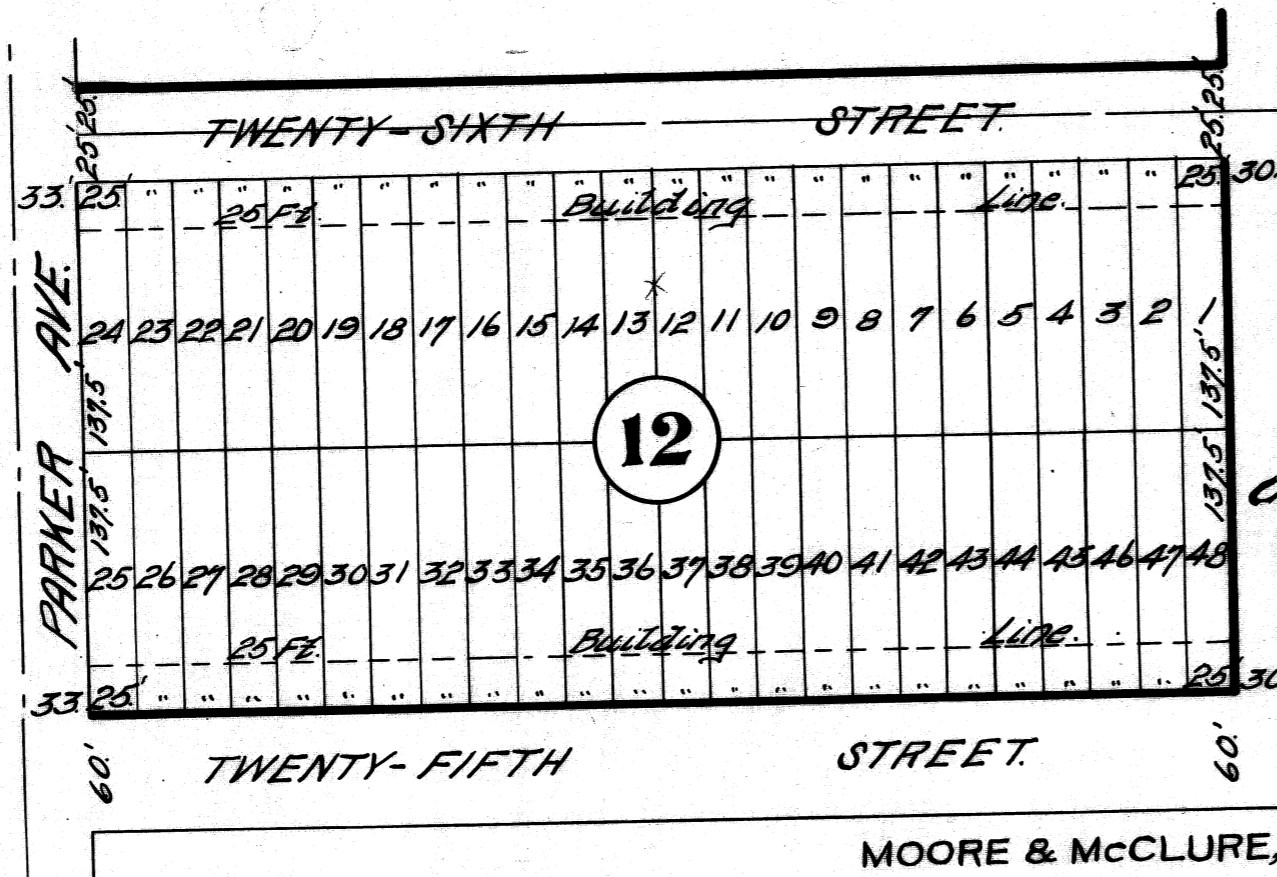 25' 25.' 25' 25.'
TWENTY-SIXTH STREET.
33.' 25.' " " " " " " " " " " " " " " " " " " " " " " 25.' 30.
25 Ft. Building Line.
PARKER AVE.
24 23 22 21 20 19 18 17 16 15 14 13 12 11 10 9 8 7 6 5 4 3 2 1
137.5' 137.5'
12
137.5' 137.5'
25 26 27 28 29 30 31 32 33 34 35 36 37 38 39 40 41 42 43 44 43 46 47 48
25 Ft. Building Line.
33 25.' " " " " " " " " " " " " " " " " " " " " " " 25' 30
60.' TWENTY-FIFTH STREET. 60.'
MOORE & McCLURE,